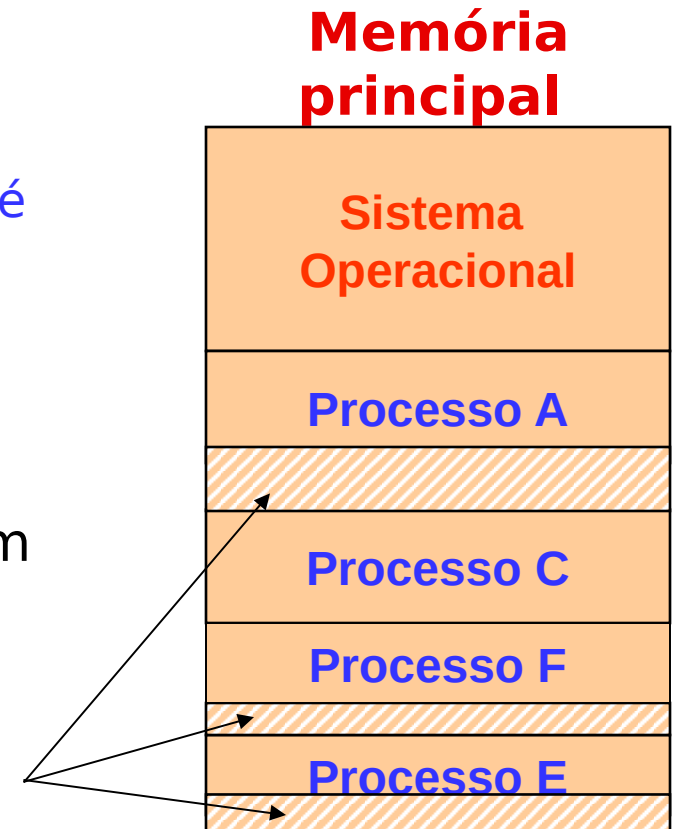 Memória
principal
é
Sistema
Operacional
Processo A
m
Processo C
Processo F
Processo E